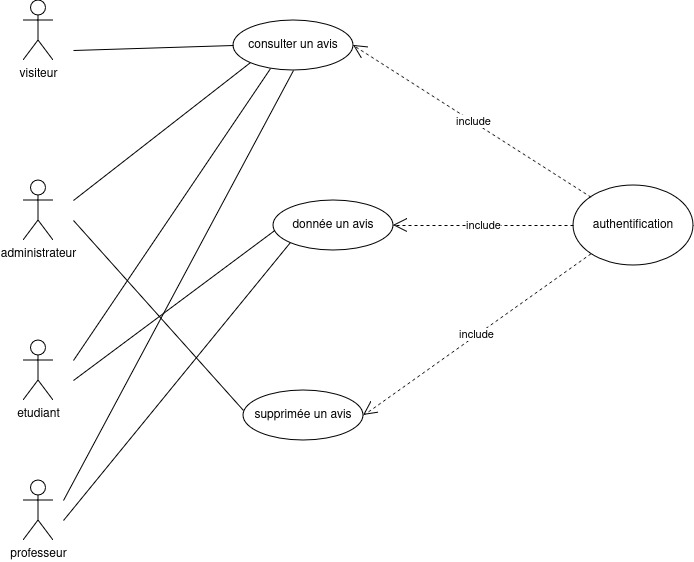 consulter un avis
visiteur
include
administrateur
donnée un avis
include
authentification
include
etudiant
supprimée un avis
professeur